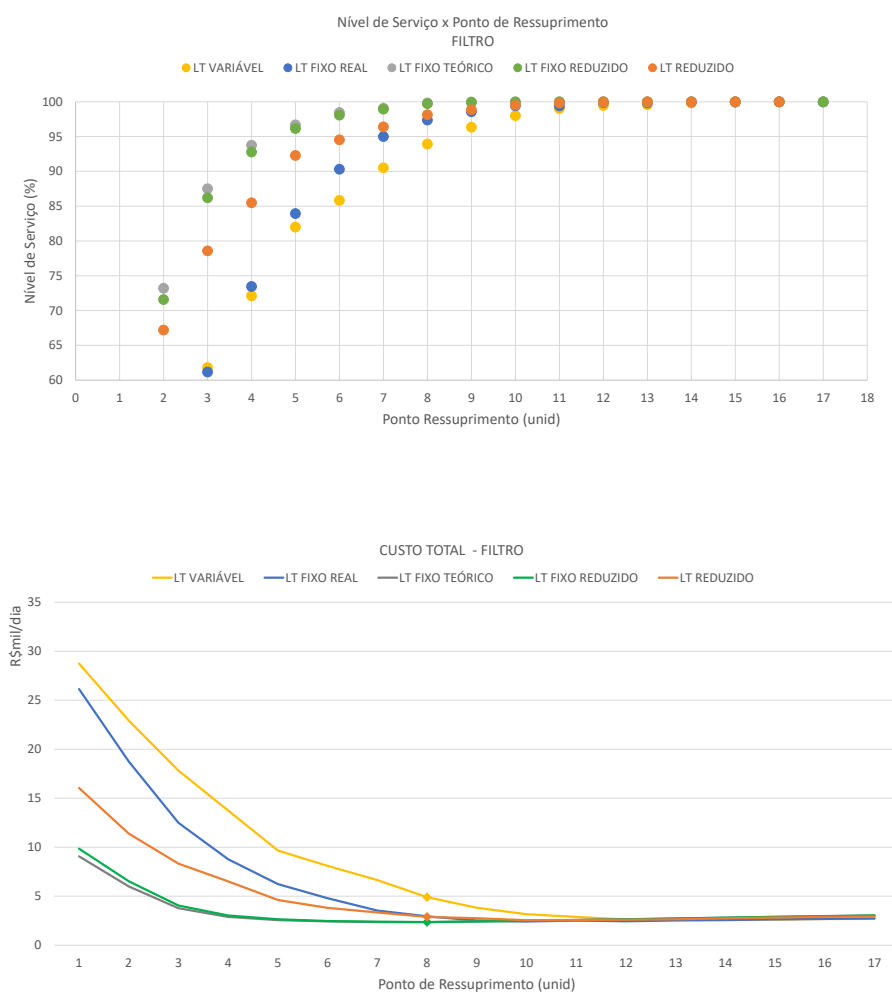 Nível de Serviço x Ponto de Ressuprimento
FILTRO
LT VARIÁVEL LT FIXO REAL LT FIXO TEÓRICO LT FIXO REDUZIDO LT REDUZIDO
Nível de Serviço (%)
100
95
90
85
80
75
70
65
60
0 1 2 3 4 5 6 7 8 9 10 11 12 13 14 15 16 17 18
Ponto Ressuprimento (unid)
CUSTO TOTAL - FILTRO
LT VARIÁVEL LT FIXO REAL LT FIXO TEÓRICO LT FIXO REDUZIDO LT REDUZIDO
R$mil/dia
35
30
25
20
15
10
5
0
1 2 3 4 5 6 7 8 9 10 11 12 13 14 15 16 17
Ponto de Ressuprimento (unid)